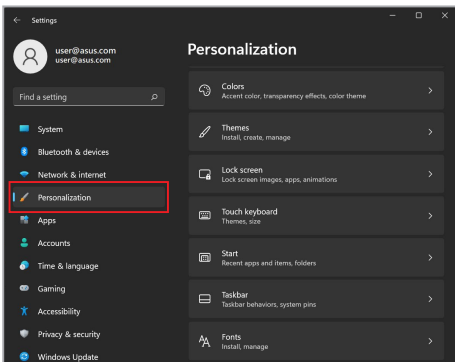 Settings
user@asus.com
user@asus.com
Find a setting
System
Bluetooth & devices
Network & internet
Personalization
Apps
Accounts
Time & language
Gaming
Accessibility
Privacy & security
Windows Update
Personalization
Colors
Accent color, transparency effects, color theme
Themes
Install, create, manage
Lock screen
Lock screen images, apps, animations
Touch keyboard
Themes, size
Start
Recent apps and items, folders
Taskbar
Taskbar behaviors, system pins
Fonts
Install, manage